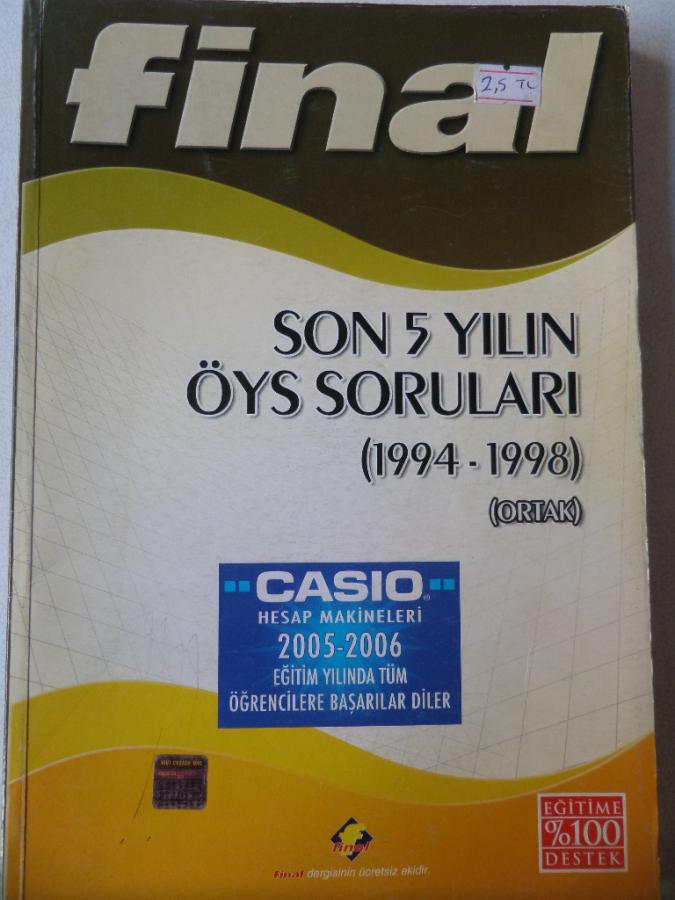 final
2,5 TL
SON 5 YILIN
ÖYS SORULARI
(1994 - 1998)
(ORTAK)
CASIO®
HESAP MAKİNELERİ
2005-2006
EĞİTİM YILINDA TÜM
ÖĞRENCİLERE BAŞARILAR DİLER
final
final dergisinin ücretsiz ekidir.
EĞİTİME
%100
DESTEK